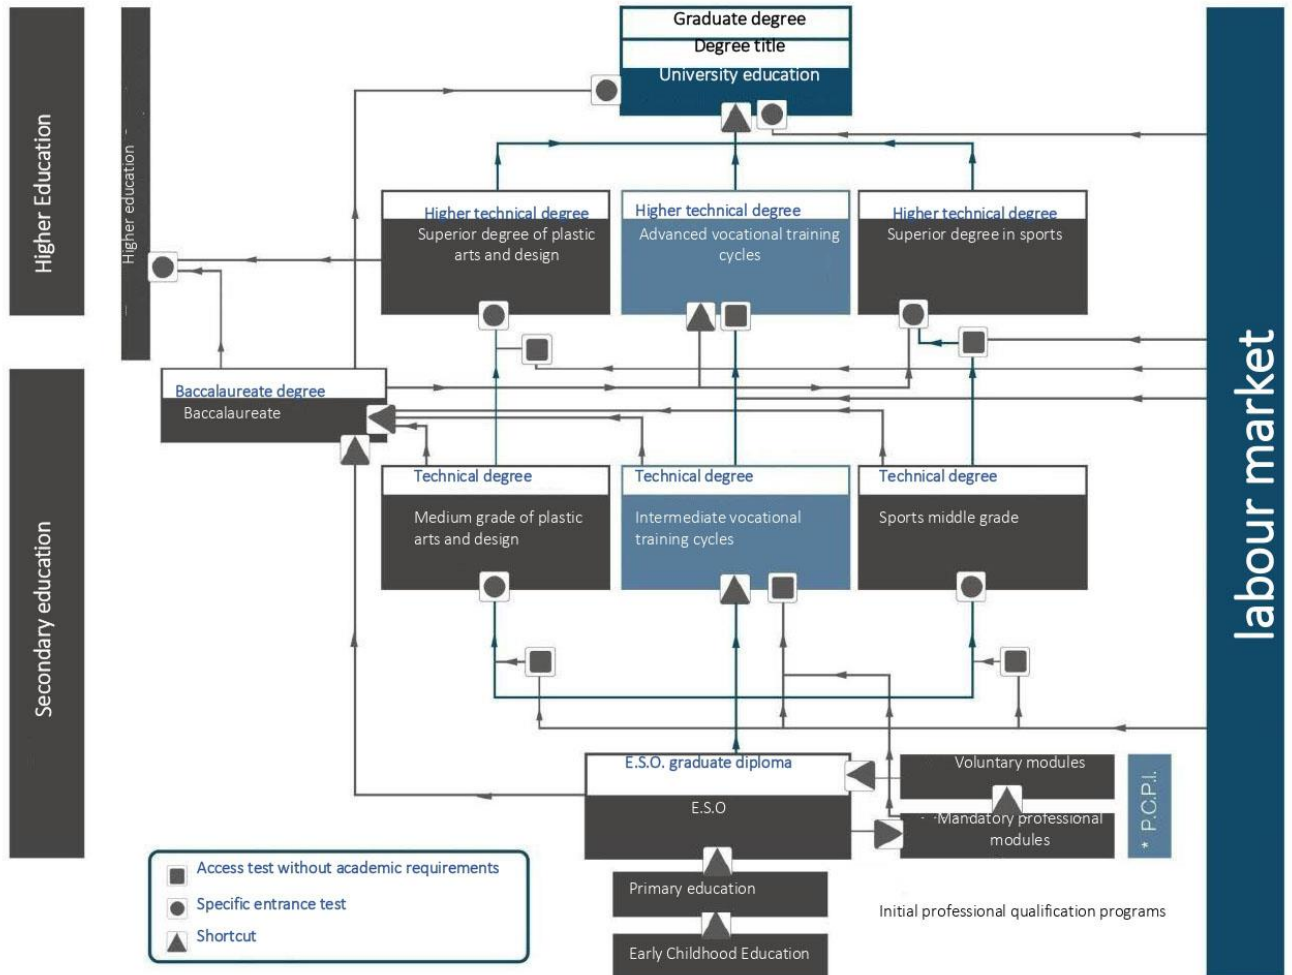 Graduate degree
Degree title
University education
Higher Education
Higher education
Higher technical degree
Superior degree of plastic
arts and design
Higher technical degree
Advanced vocational training
cycles
Higher technical degree
Superior degree in sports
labour market
Baccalaureate degree
Baccalaureate
Secondary education
Technical degree
Medium grade of plastic
arts and design
Technical degree
Intermediate vocational
training cycles
Technical degree
Sports middle grade
E.S.O. graduate diploma
E.S.O
Voluntary modules
Mandatory professional
modules
* P.C.P.I.
Primary education
Early Childhood Education
Initial professional qualification programs
Access test without academic requirements
Specific entrance test
Shortcut